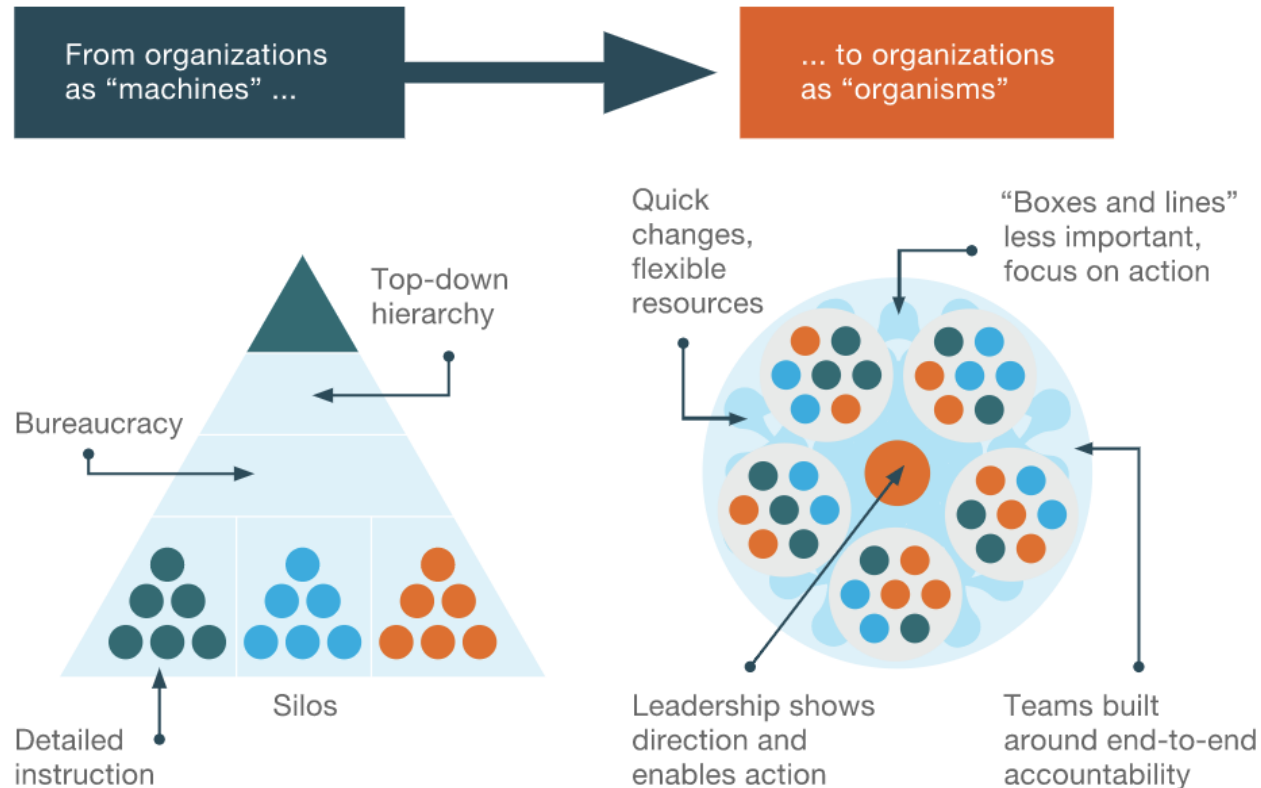 From organizations
as “machines” ...
... to organizations
as “organisms”
Top-down
hierarchy
Bureaucracy
Silos
Detailed
instruction
Quick
changes,
flexible
resources
“Boxes and lines”
less important,
focus on action
Leadership shows
direction and
enables action
Teams built
around end-to-end
accountability